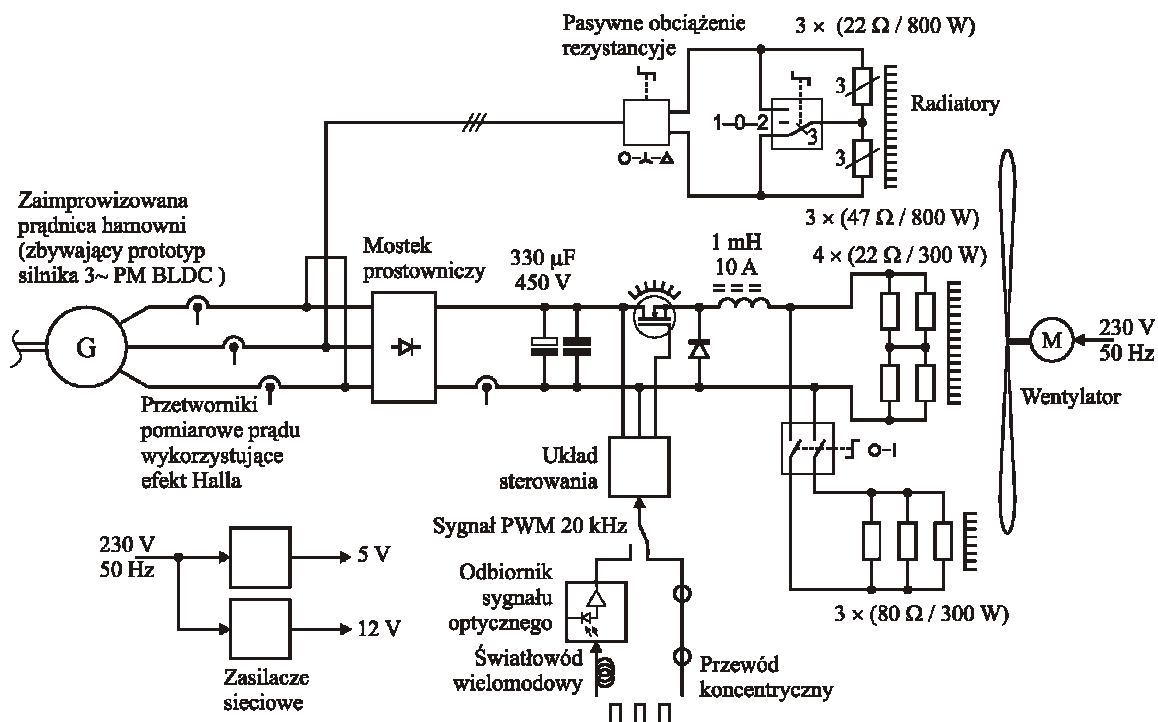 Pasywne obciążenie
rezystancyje
3 × (22 Ω / 800 W)
3
Radiatory
1–0–2
3
3
3 × (47 Ω / 800 W)
Zaimprowizowana
prądnica hamowni
(zbywający prototyp
silnika 3~ PM BLDC )
Mostek
prostowniczy
330 μF
450 V
1 mH
10 A
4 × (22 Ω / 300 W)
G
M
230 V
50 Hz
Wentylator
Przetworniki
pomiarowe prądu
wykorzystujące
efekt Halla
Układ
sterowania
O–I
Sygnał PWM 20 kHz
230 V
50 Hz
5 V
12 V
Zasilacze
sieciowe
Odbiornik
sygnału
optycznego
Światłowód
wielomodowy
Przewód
koncentryczny
3 × (80 Ω / 300 W)